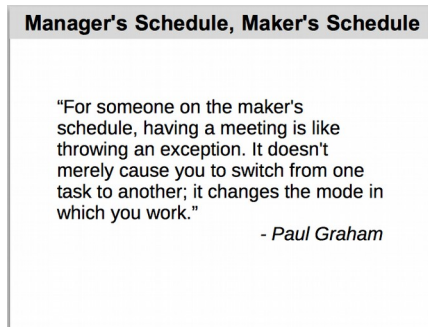 Manager's Schedule, Maker's Schedule
“For someone on the maker's
schedule, having a meeting is like
throwing an exception. It doesn't
merely cause you to switch from one
task to another; it changes the mode in
which you work.”
- Paul Graham